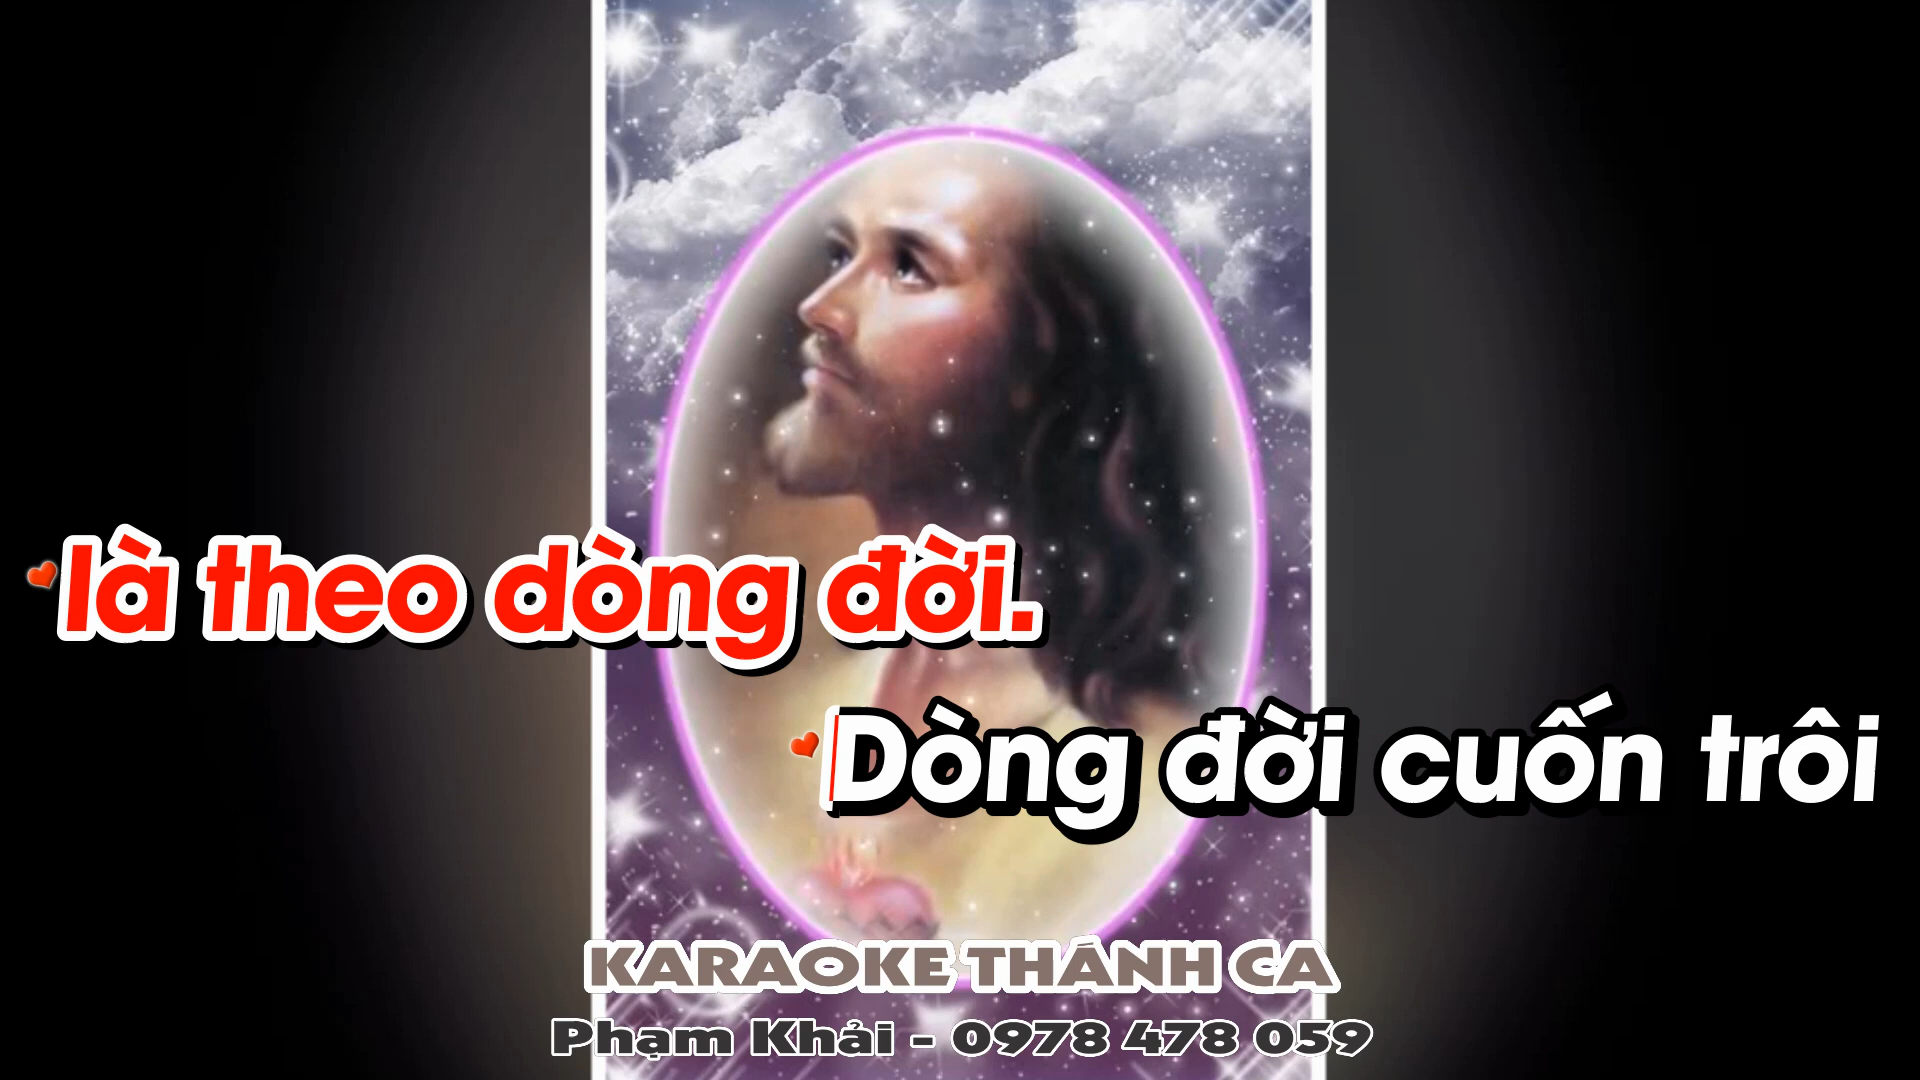 là theo dòng đời.
Dòng đời cuốn trôi
KARAOKE THÁNH CA
Phạm Khải - 0978 478 059